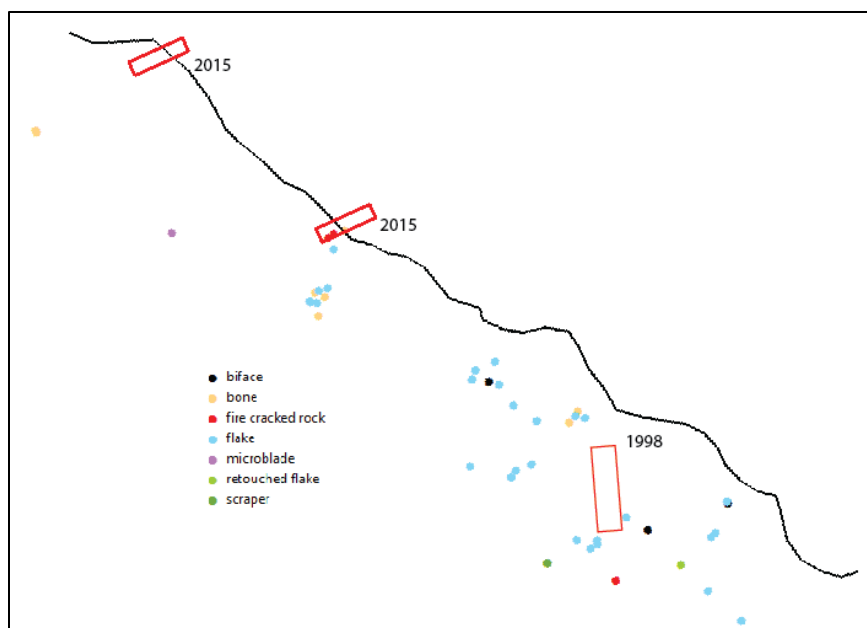 2015
2015
biface
bone
fire cracked rock
flake
microblade
retouched flake
scraper
1998